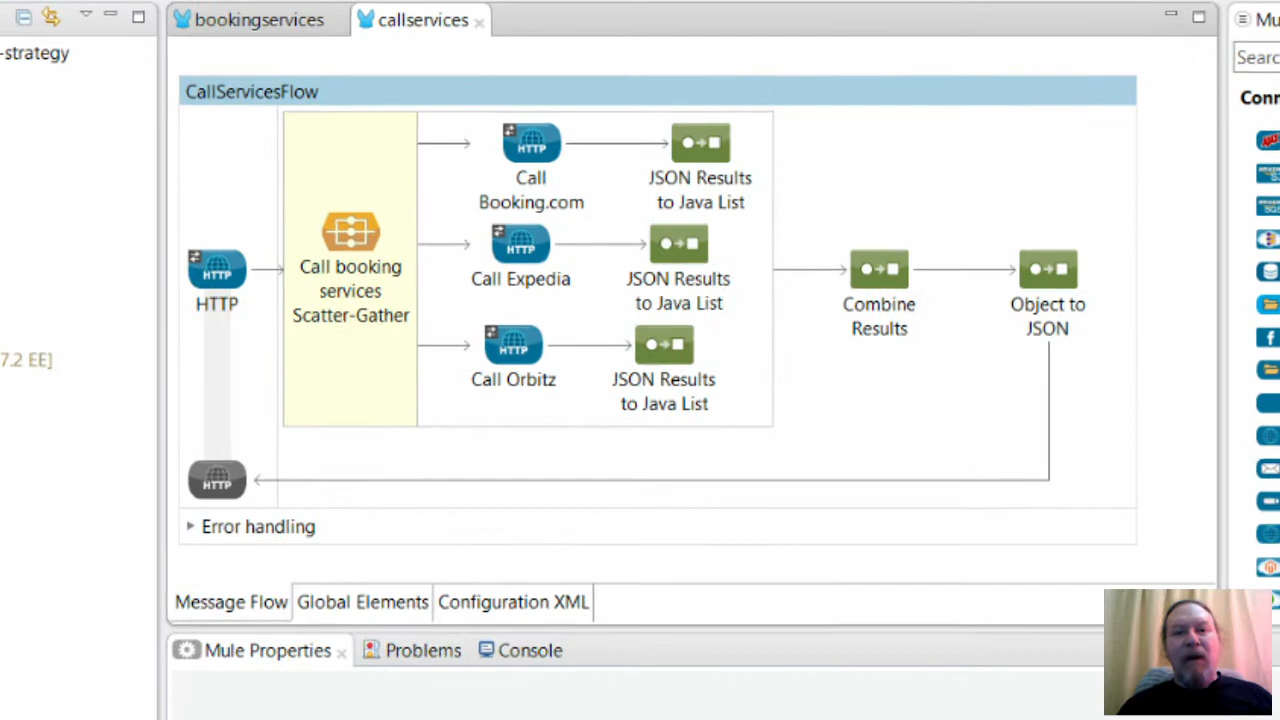 bookingservices
callservices
Mu
-strategy
Searc
CallServicesFlow
Conn
HTTP
Call
Booking.com
JSON Results
to Java List
HTTP
Call Expedia
JSON Results
to Java List
HTTP
HTTP
Call booking
services
Scatter-Gather
Combine
Results
Object to
JSON
7.2 EE]
HTTP
Call Orbitz
JSON Results
to Java List
HTTP
Error handling
Message Flow
Global Elements
Configuration XML
Mule Properties
Problems
Console